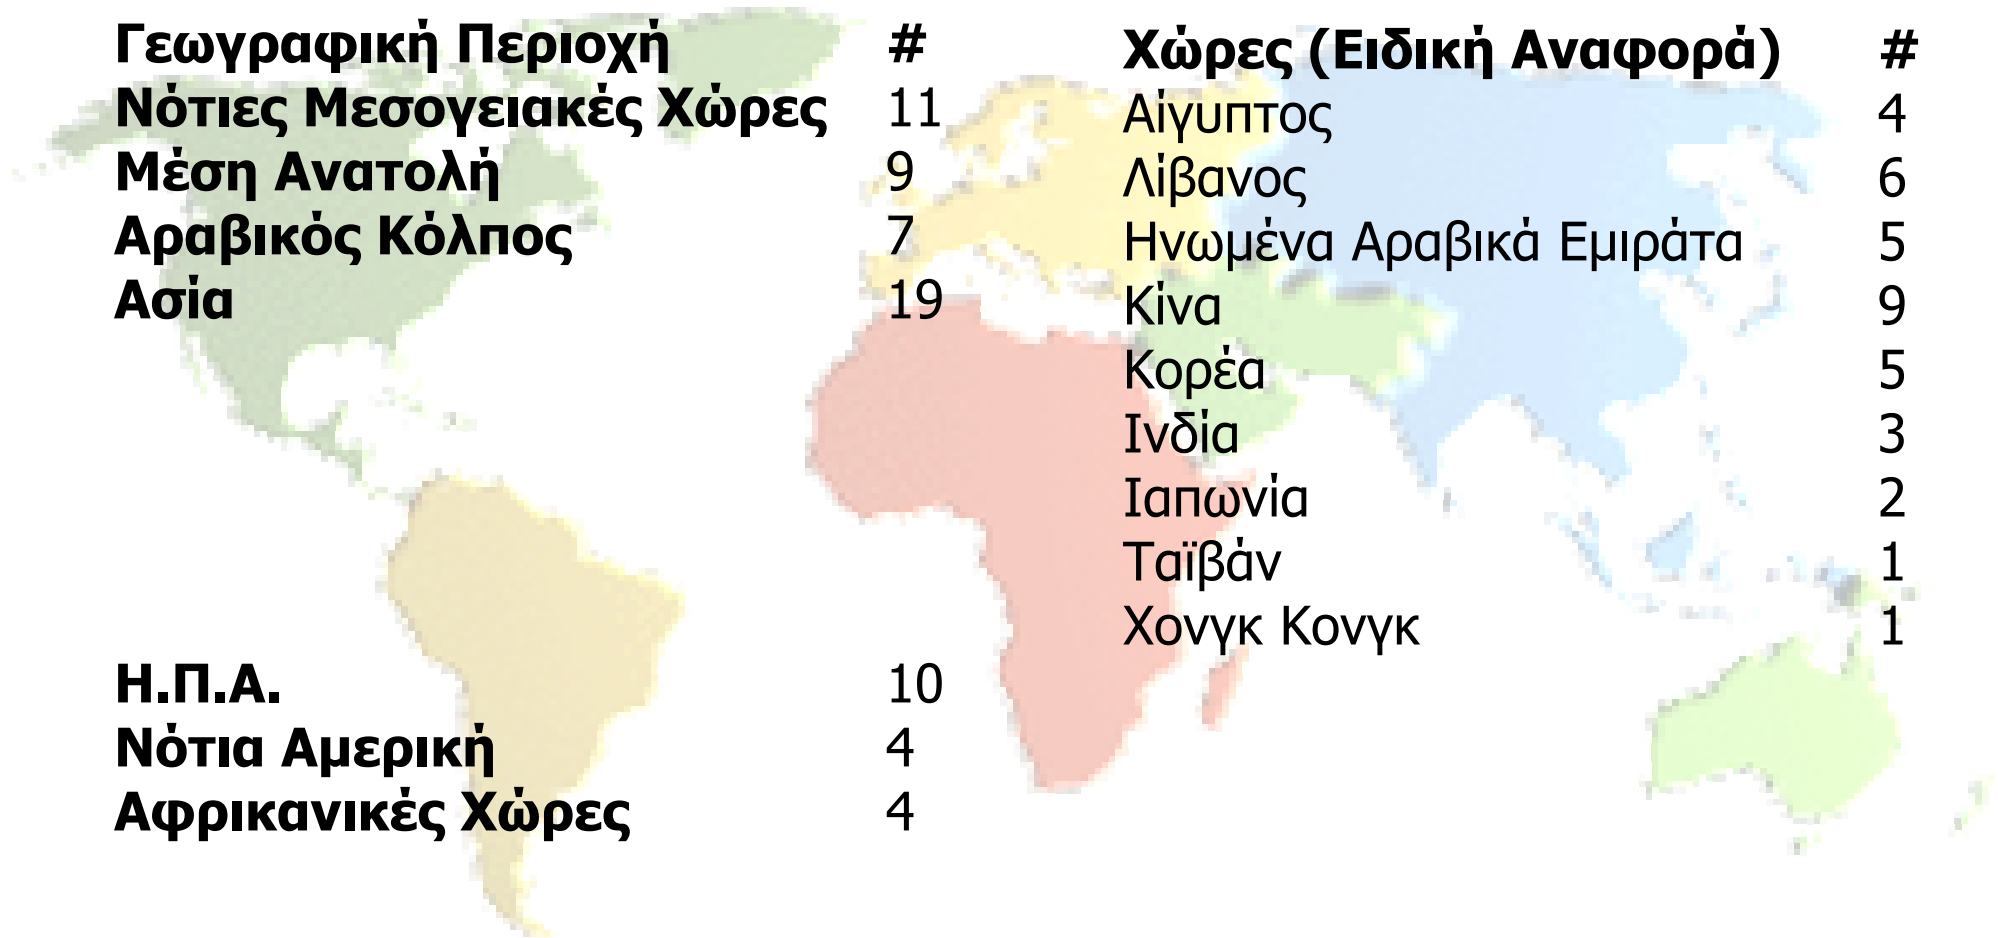 Γεωγραφική Περιοχή #
Νότιες Μεσογειακές Χώρες 11
Μέση Ανατολή 9
Αραβικός Κόλπος 7
Ασία 19
Η.Π.Α. 10
Νότια Αμερική 4
Αφρικανικές Χώρες 4
Χώρες (Ειδική Αναφορά) #
Αίγυπτος 4
Λίβανος 6
Ηνωμένα Αραβικά Εμιράτα 5
Κίνα 9
Κορέα 5
Ινδία 3
Ιαπωνία 2
Ταϊβάν 1
Χονγκ Κονγκ 1